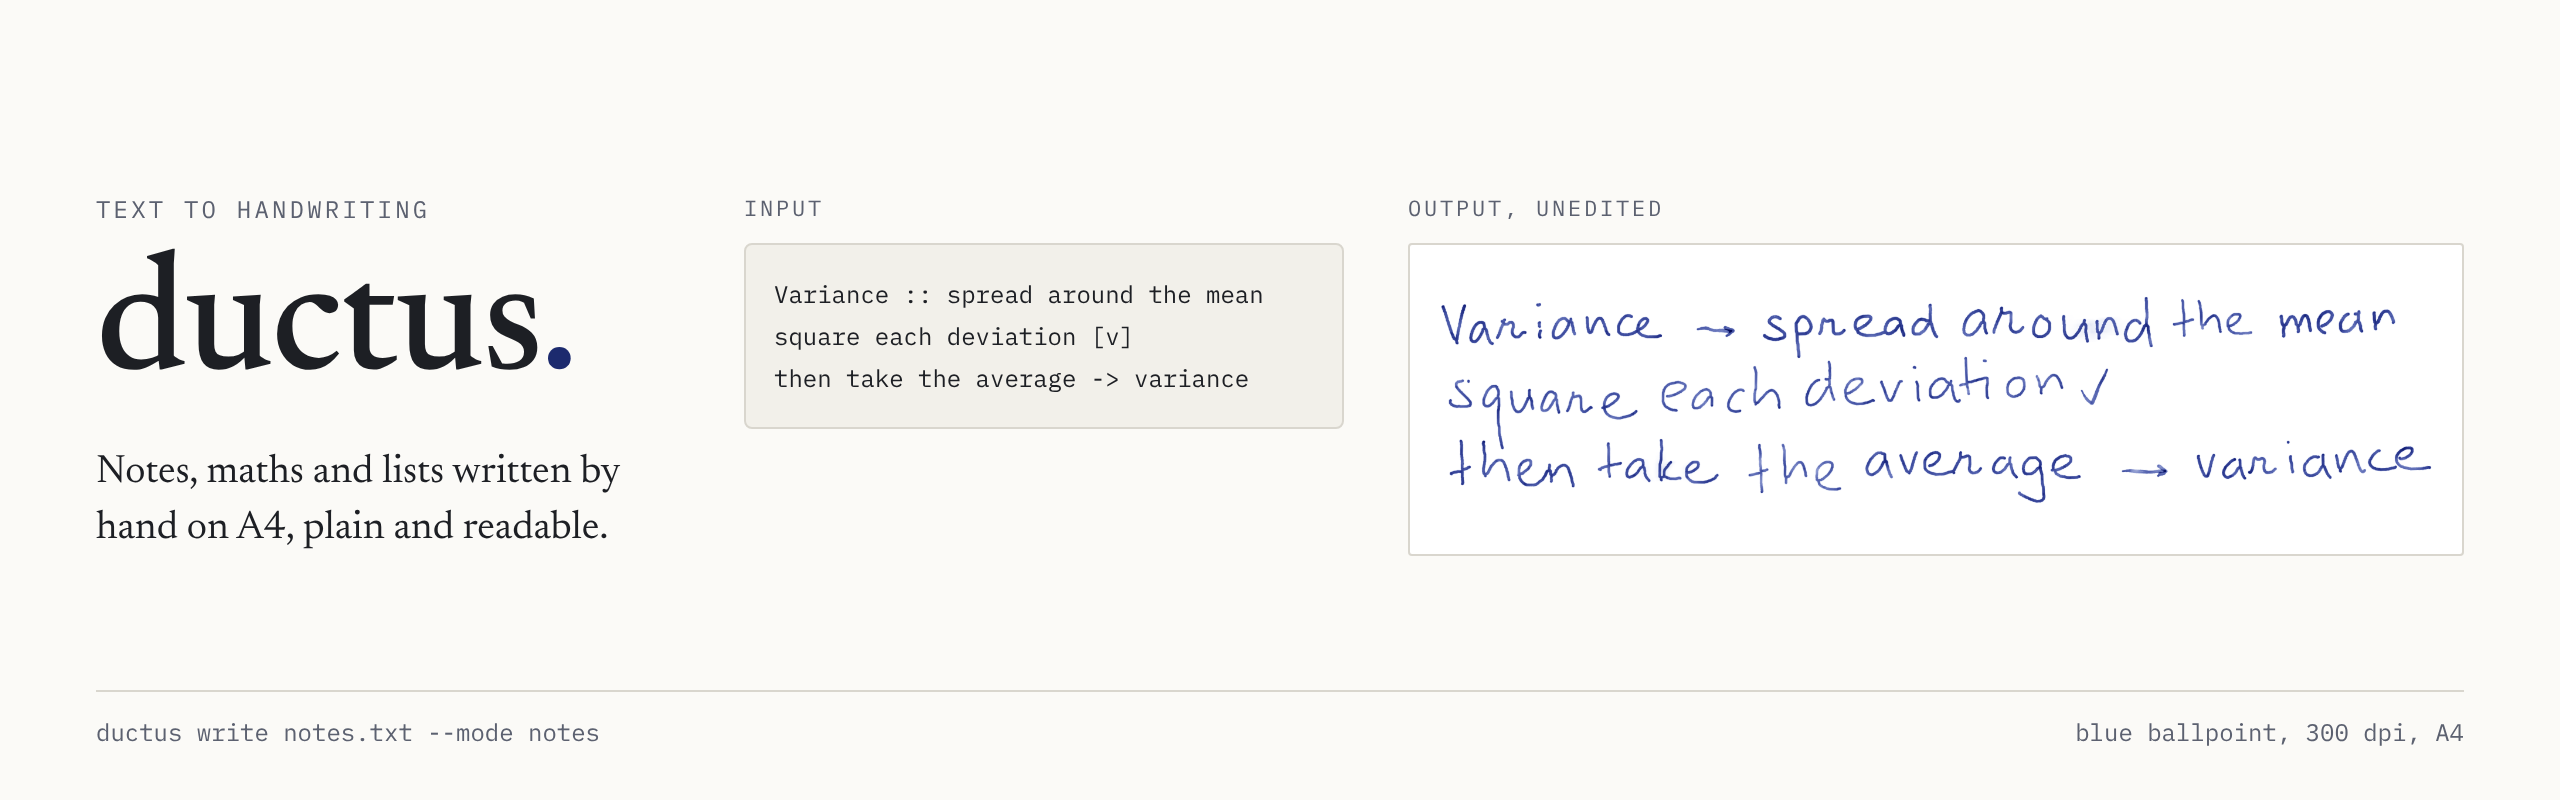 TEXT TO HANDWRITING
ductus.
Notes, maths and lists written by
hand on A4, plain and readable.
INPUT
Variance :: spread around the mean
square each deviation [v]
then take the average -> variance
OUTPUT, UNEDITED
Variance → spread around the mean
square each deviation ✓
then take the average → variance
ductus write notes.txt --mode notes
blue ballpoint, 300 dpi, A4